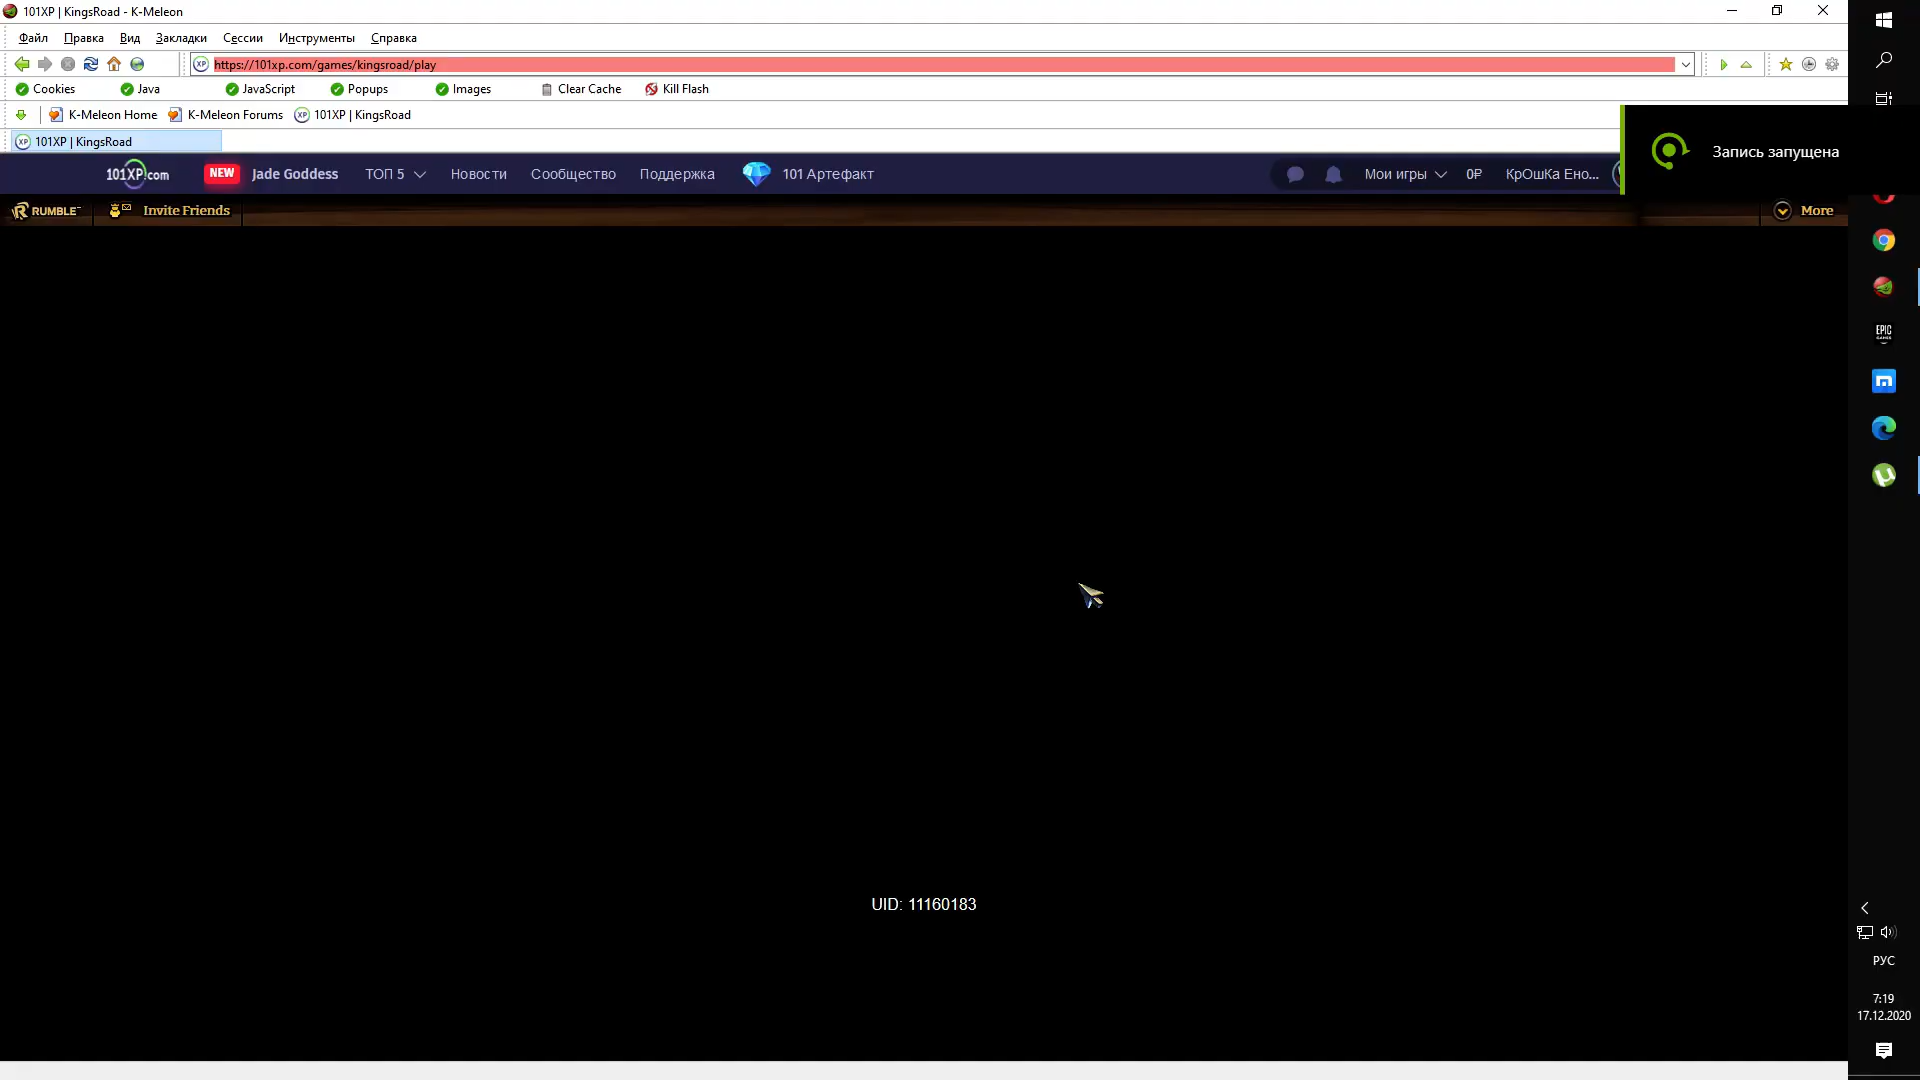 101XP | KingsRoad - K-Meleon
Файл Правка Вид Закладки Сессии Инструменты Справка
https://101xp.com/games/kingsroad/play
Cookies Java JavaScript Popups Images Clear Cache Kill Flash
K-Meleon Home K-Meleon Forums 101XP | KingsRoad
101XP | KingsRoad
Запись запущена
101XP.com NEW Jade Goddess ТОП 5 Новости Сообщество Поддержка 101 Артефакт Мои игры 0₽ КрОшКа Ено...
RUMBLE Invite Friends More
EPIC GAMES
UID: 11160183
РУС
7:19
17.12.2020